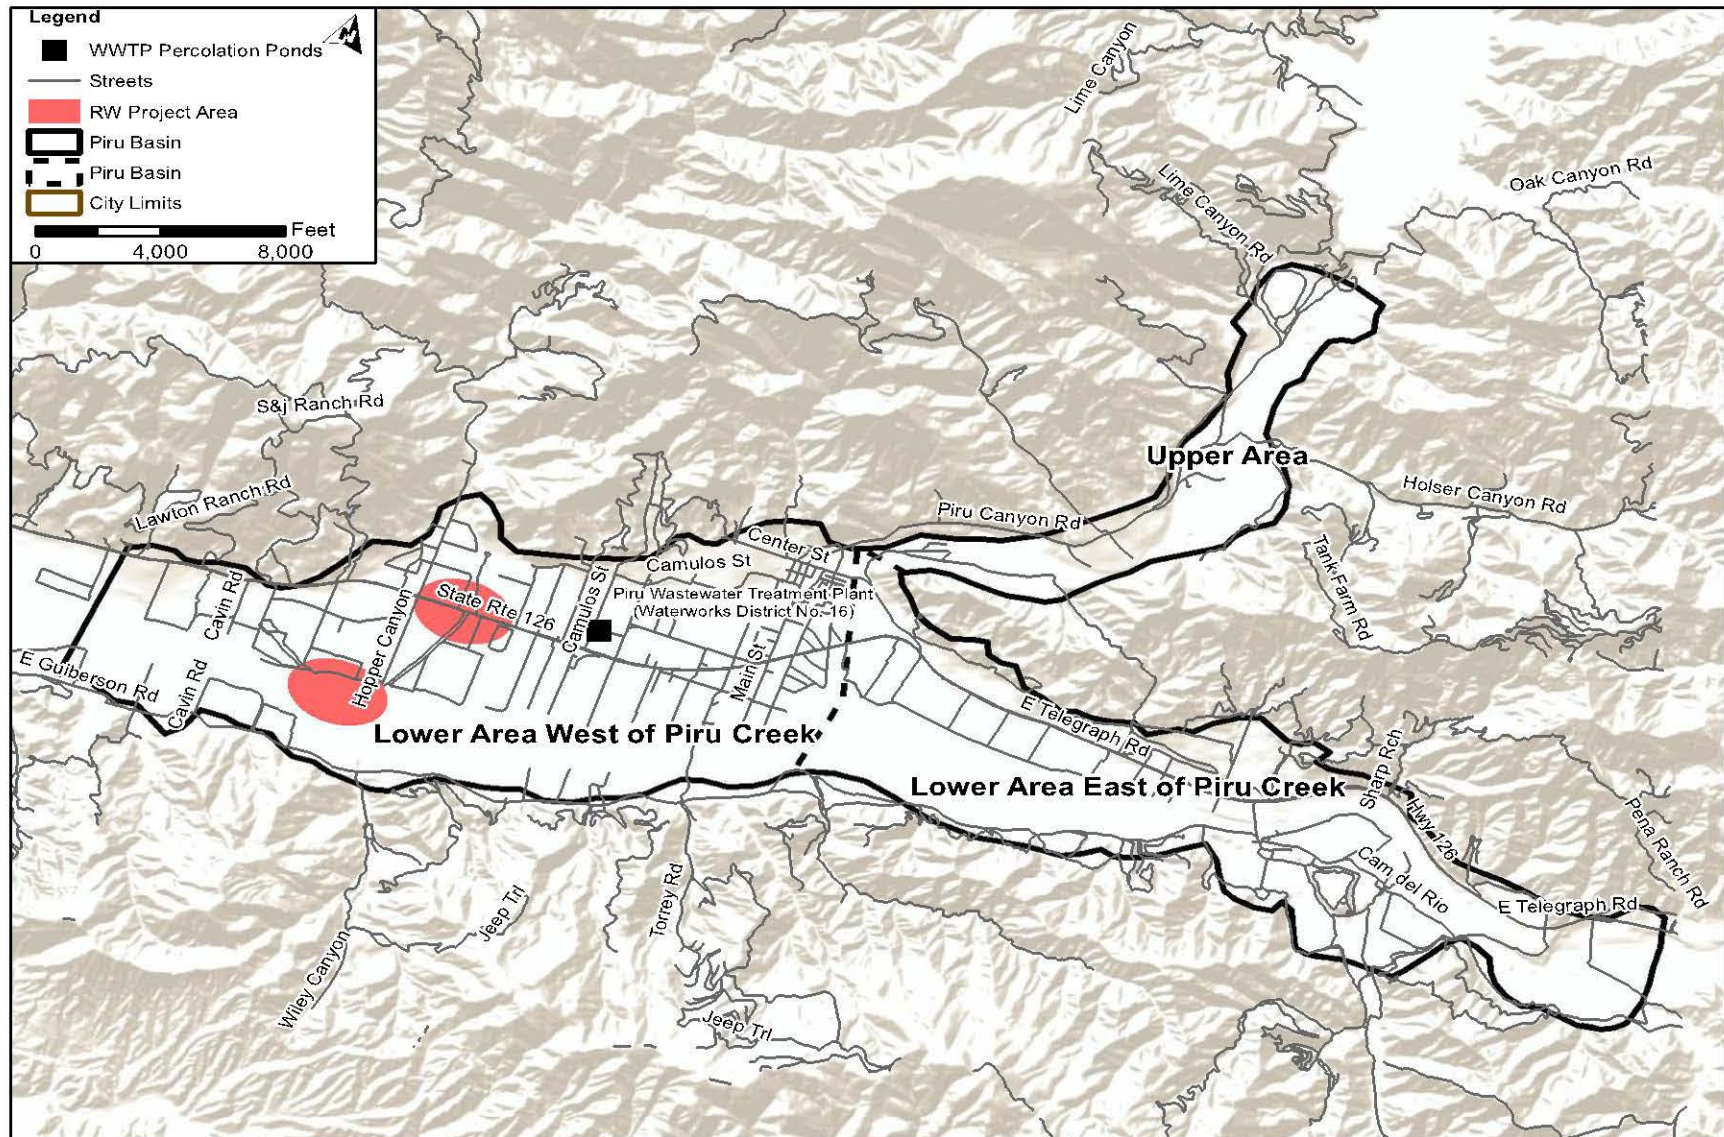 Legend
N
WWTP Percolation Ponds
Streets
RW Project Area
Piru Basin
Piru Basin
City Limits
Feet
0 4,000 8,000
Lime Canyon
Lime Canyon Rd
Oak Canyon Rd
S&j Ranch Rd
Lawton Ranch Rd
Upper Area
Holser Canyon Rd
Piru Canyon Rd
Tank Farm Rd
Center St
Camulos St
Camulos St
Piru Wastewater Treatment Plant
(Waterworks District No. 16)
State Rte 126
Cavin Rd
Hopper Canyon
E Guiberson Rd
Cavin Rd
Main St
Lower Area West of Piru Creek
E Telegraph Rd
Lower Area East of Piru Creek
Sharp Rch
Hwy 126
Pena Ranch Rd
Cam del Rio
E Telegraph Rd
Jeep Trl
Torrey Rd
Wiley Canyon
Jeep Trl